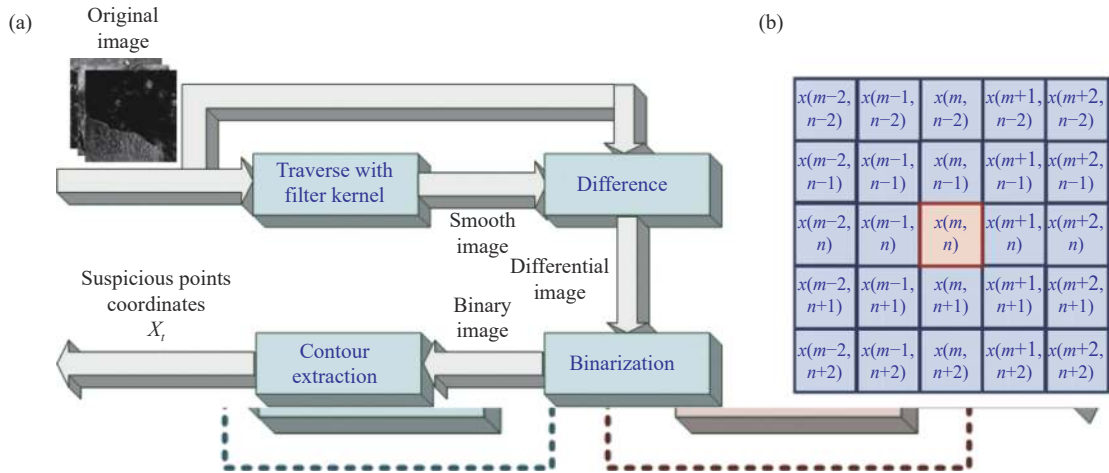 (a)
Original
image
Traverse with
filter kernel
Difference
Smooth
image
Differential
image
Suspicious points
coordinates
Xt
Binary
image
Contour
extraction
Binarization
(b)
x(m−2, x(m−1, x(m, x(m+1, x(m+2,
n−2) n−2) n−2) n−2) n−2)
x(m−2, x(m−1, x(m, x(m+1, x(m+2,
n−1) n−1) n−1) n−1) n−1)
x(m−2, x(m−1, x(m, x(m+1, x(m+2,
n) n) n) n) n)
x(m−2, x(m−1, x(m, x(m+1, x(m+2,
n+1) n+1) n+1) n+1) n+1)
x(m−2, x(m−1, x(m, x(m+1, x(m+2,
n+2) n+2) n+2) n+2) n+2)